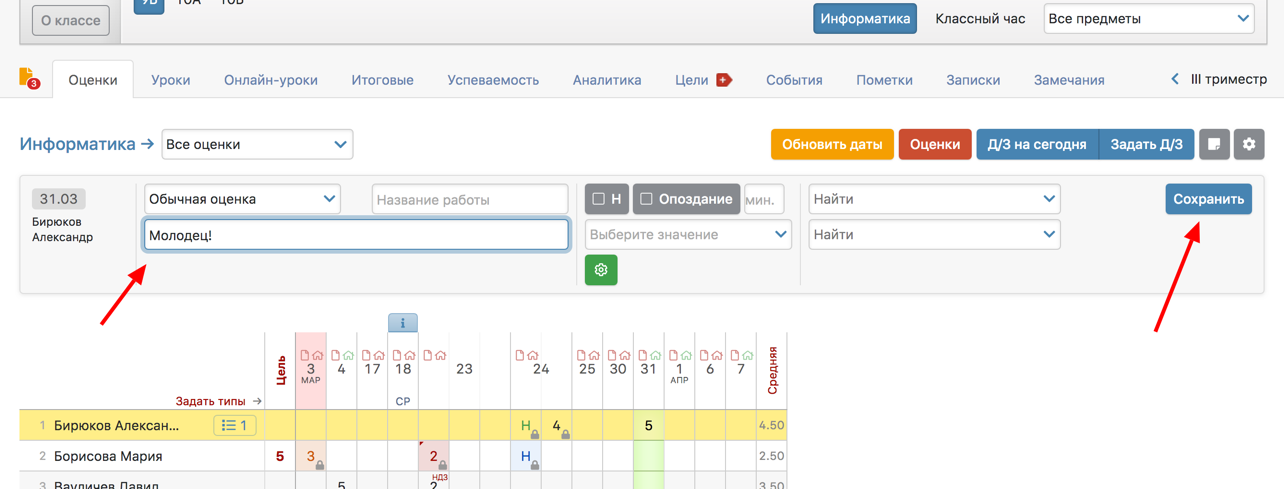 О классе
9Б 10А 10Б
Информатика Классный час Все предметы
3 Оценки Уроки Онлайн-уроки Итоговые Успеваемость Аналитика Цели + События Пометки Записки Замечания < III триместр
Информатика → Все оценки Обновить даты Оценки Д/З на сегодня Задать Д/З
31.03 Обычная оценка Название работы Н Опоздание мин. Найти Сохранить
Бирюков
Александр
Молодец! Выберите значение Найти
i
Цель 3 4 17 18 23 24 25 30 31 1 6 7 Средняя
МАР АПР
Задать типы → СР
1 Бирюков Алексан... 1 Н 4 5 4.50
2 Борисова Мария 5 3 2 Н 2.50
НДЗ
3 Вауличев Давид 5 2 3.50